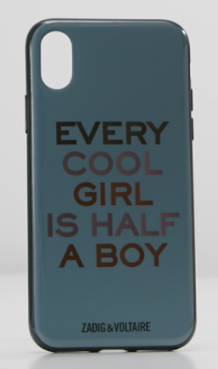 EVERY
COOL
GIRL
IS HALF
A BOY
ZADIG & VOLTAIRE